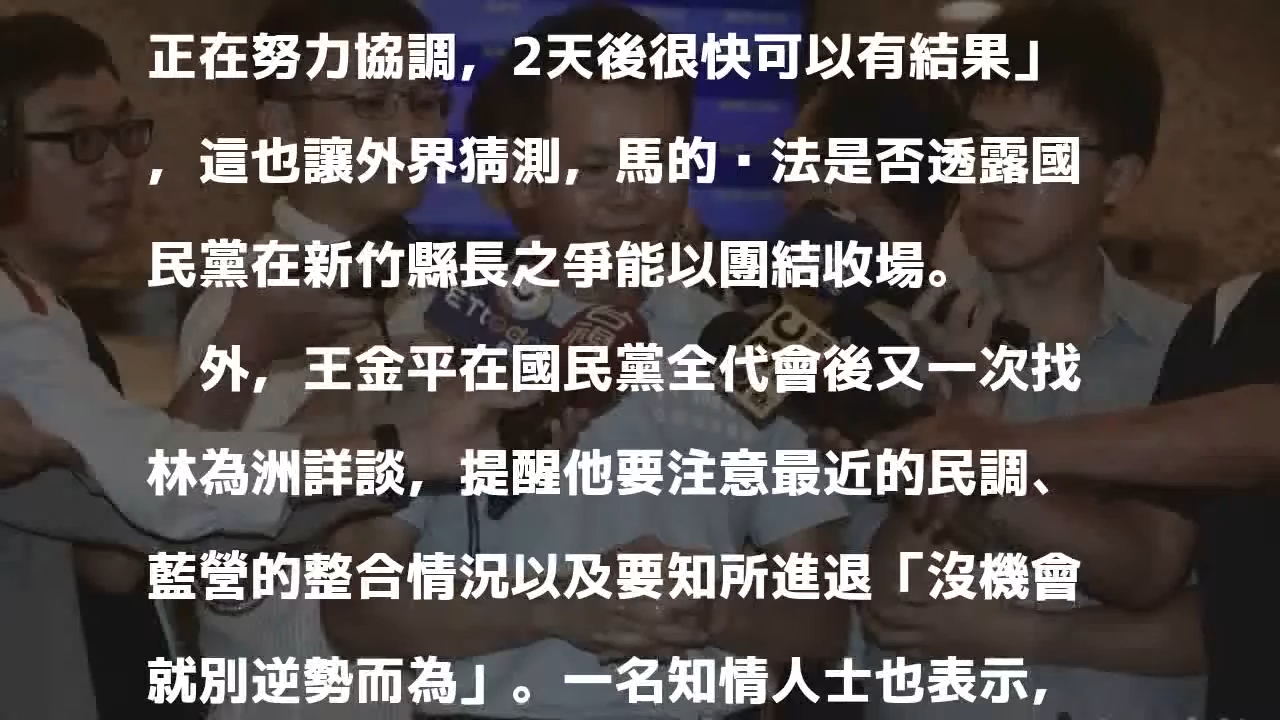 正在努力協調，2天後很快可以有結果」
，這也讓外界猜測，馬的·法是否透露國
民黨在新竹縣長之爭能以團結收場。
外，王金平在國民黨全代會後又一次找
林為洲詳談，提醒他要注意最近的民調、
藍營的整合情況以及要知所進退「沒機會
就別逆勢而為」。一名知情人士也表示，
ETtod